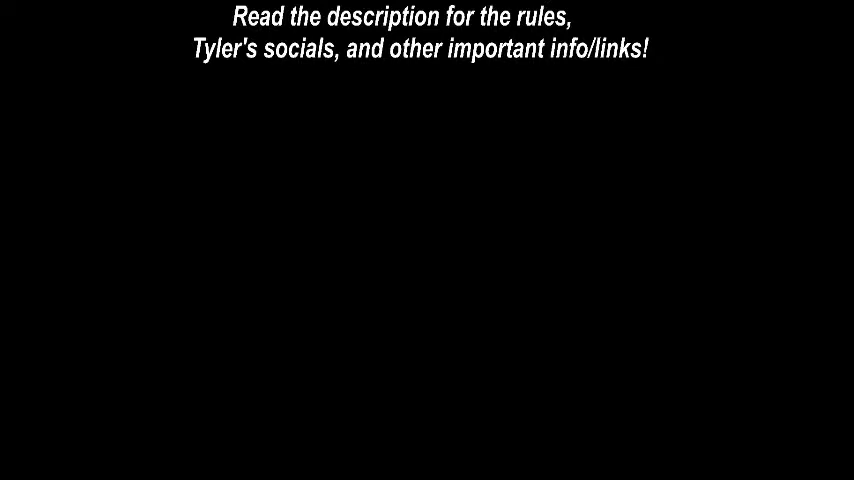 Read the description for the rules,
Tyler's socials, and other important info/links!